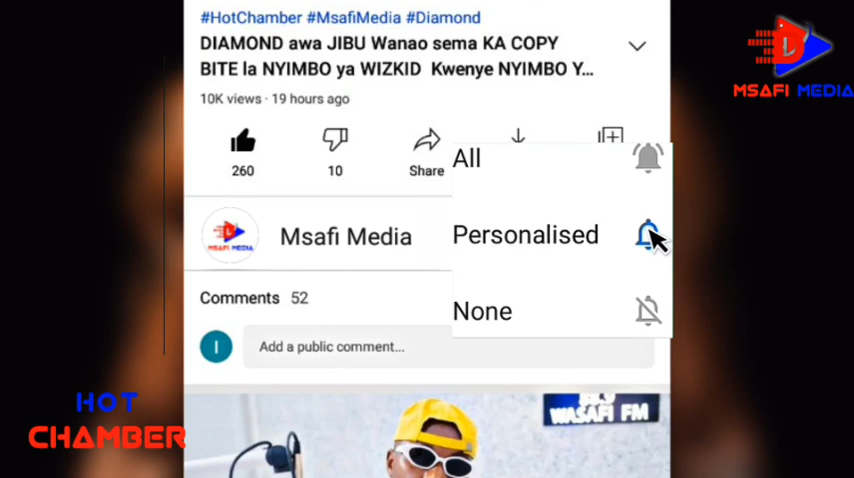 #HotChamber #MsafiMedia #Diamond
DIAMOND awa JIBU Wanao sema KA COPY
BITE la NYIMBO ya WIZKID Kwenye NYIMBO Y...
10K views · 19 hours ago
MSAFI MEDIA
260
10
Share
All
Msafi Media
MSAFI MEDIA
Personalised
None
Comments 52
I
Add a public comment...
HOT
CHAMBER
WASAFI FM